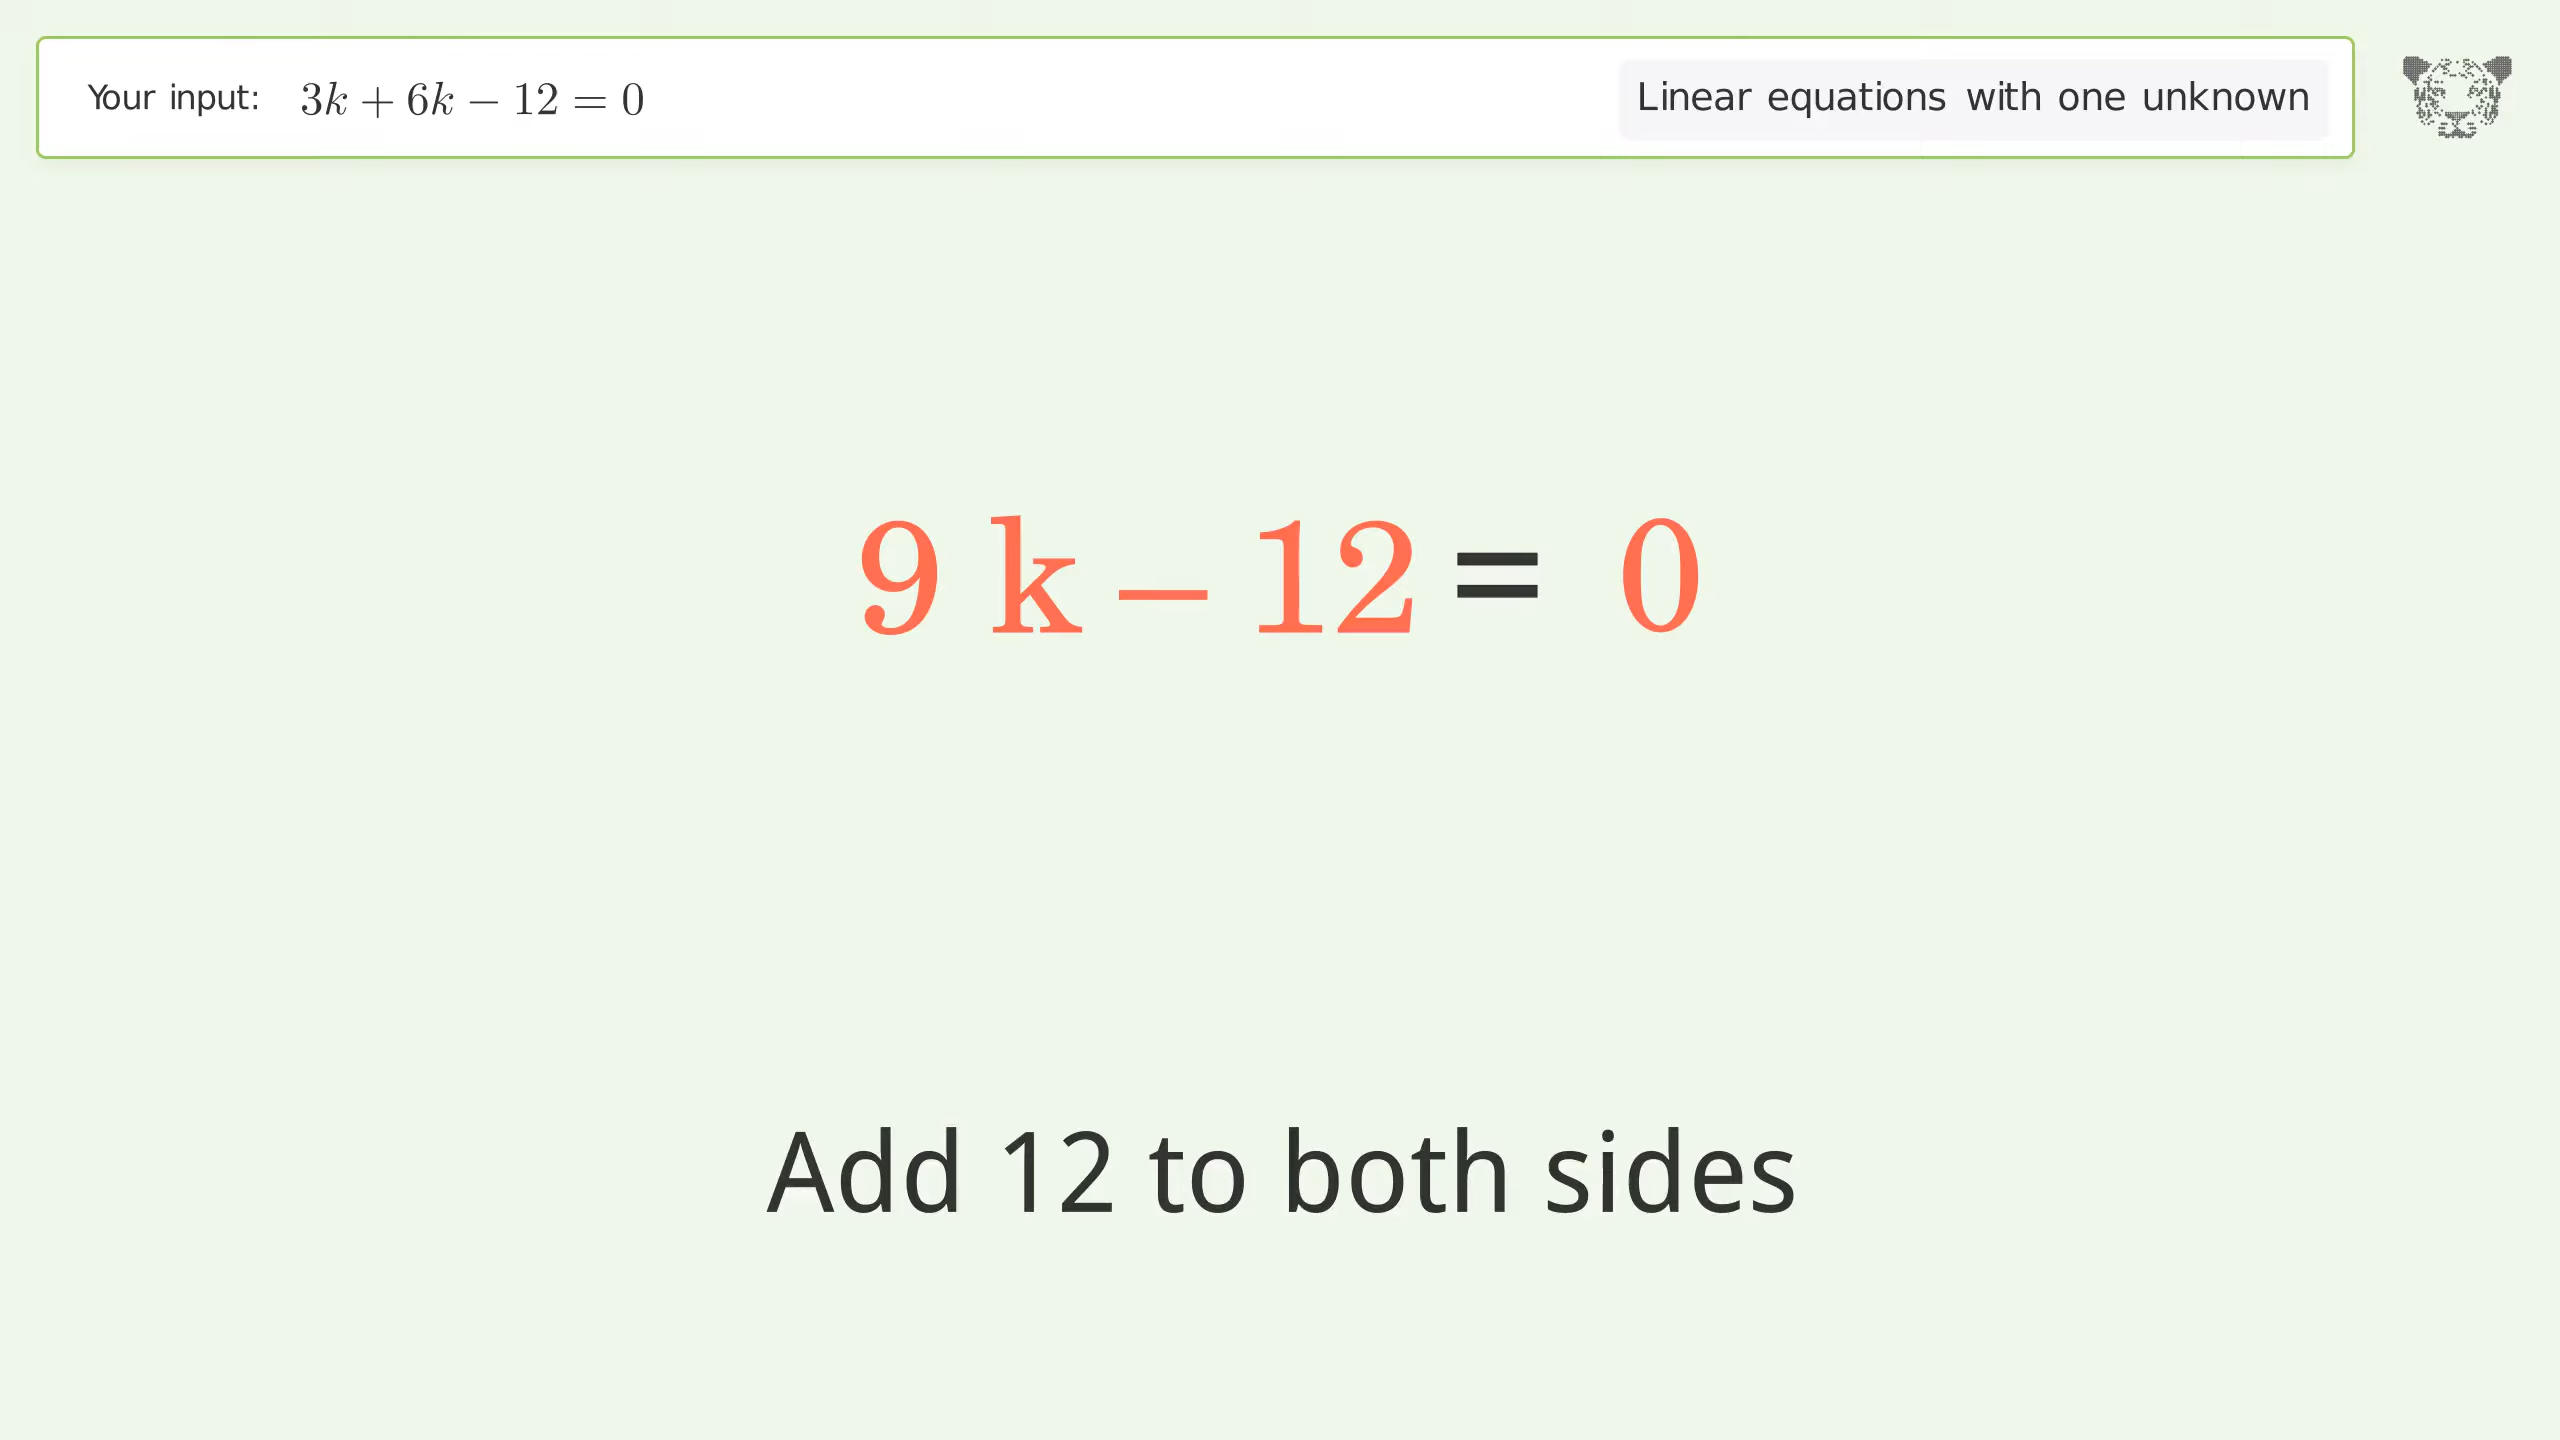 Your input: 3k + 6k − 12 = 0
Linear equations with one unknown
9 k − 12 = 0
Add 12 to both sides